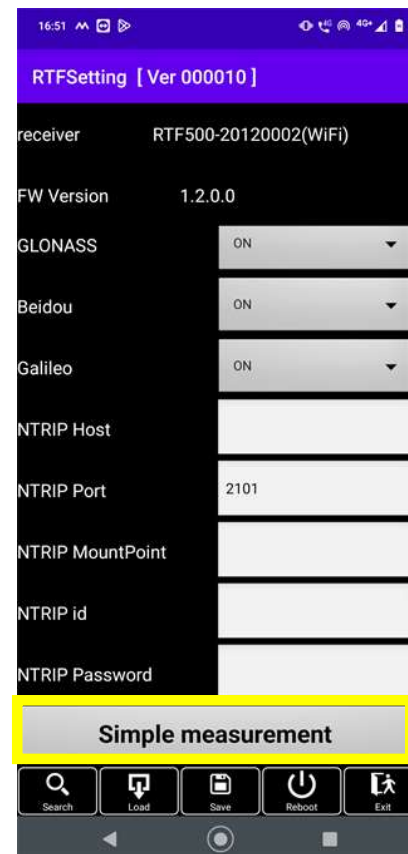 16:51 4G 4G+
RTFSetting [ Ver 000010 ]
receiver RTF500-20120002(WiFi)
FW Version 1.2.0.0
GLONASS ON
Beidou ON
Galileo ON
NTRIP Host
NTRIP Port 2101
NTRIP MountPoint
NTRIP id
NTRIP Password
Simple measurement
Search Load Save Reboot Exit